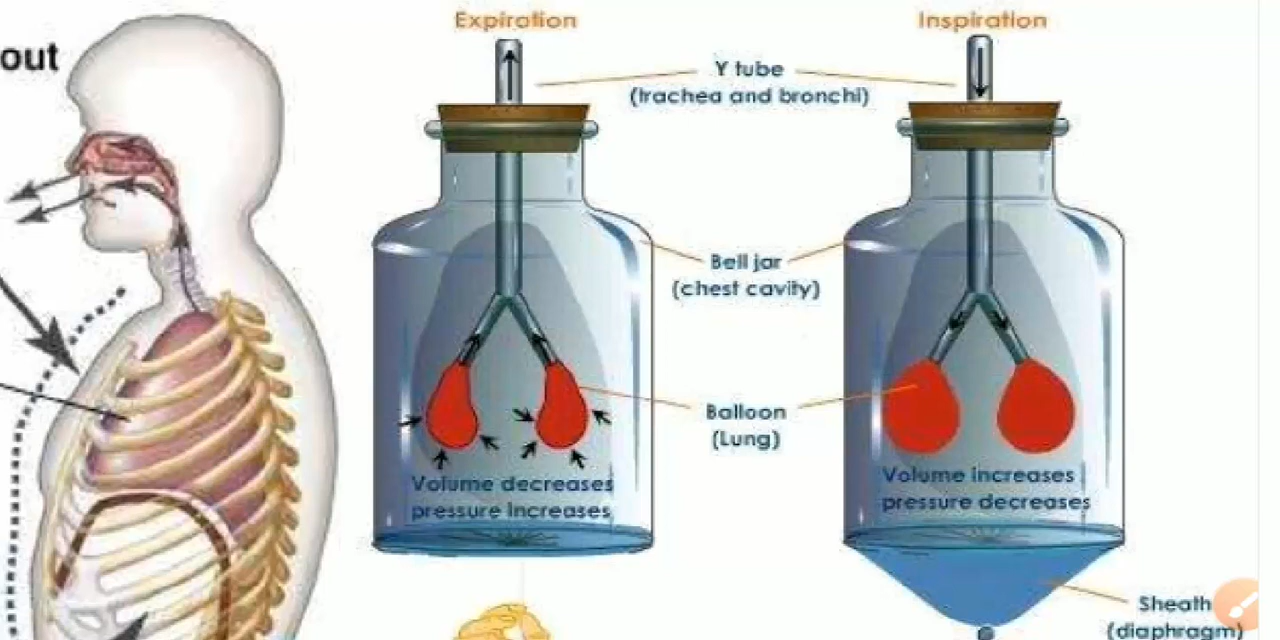 out
Expiration
Inspiration
Y tube
(trachea and bronchi)
Bell jar
(chest cavity)
Balloon
(Lung)
Volume decreases
pressure increases
Volume increases
pressure decreases
Sheath
(diaphragm)